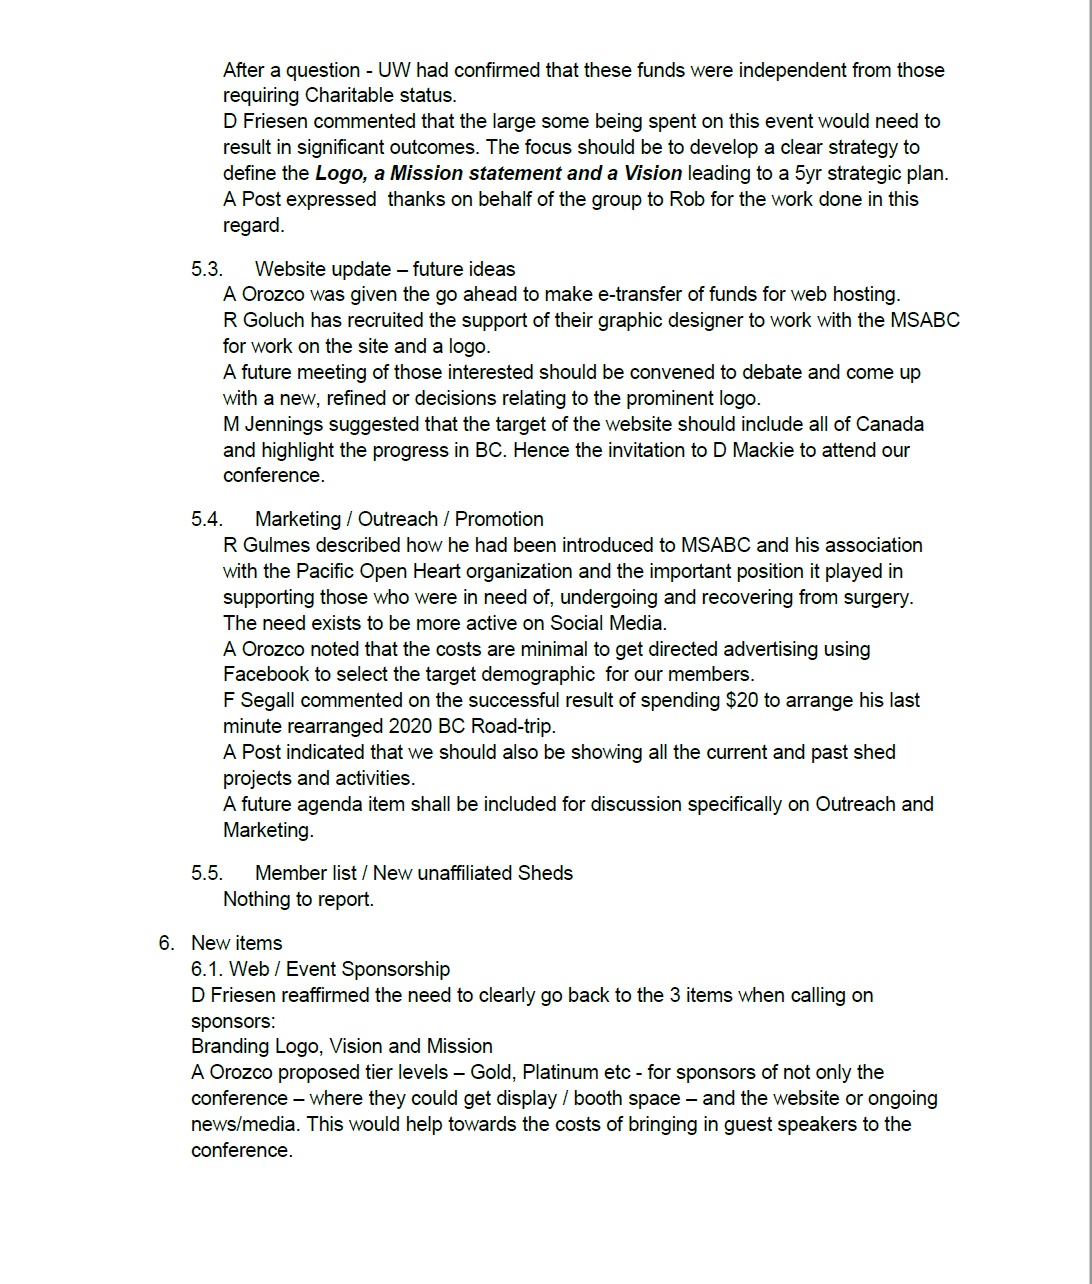 After a question - UW had confirmed that these funds were independent from those
requiring Charitable status.
D Friesen commented that the large some being spent on this event would need to
result in significant outcomes. The focus should be to develop a clear strategy to
define the Logo, a Mission statement and a Vision leading to a 5yr strategic plan.
A Post expressed  thanks on behalf of the group to Rob for the work done in this
regard.
5.3. Website update – future ideas
A Orozco was given the go ahead to make e-transfer of funds for web hosting.
R Goluch has recruited the support of their graphic designer to work with the MSABC
for work on the site and a logo.
A future meeting of those interested should be convened to debate and come up
with a new, refined or decisions relating to the prominent logo.
M Jennings suggested that the target of the website should include all of Canada
and highlight the progress in BC. Hence the invitation to D Mackie to attend our
conference.
5.4. Marketing / Outreach / Promotion
R Gulmes described how he had been introduced to MSABC and his association
with the Pacific Open Heart organization and the important position it played in
supporting those who were in need of, undergoing and recovering from surgery.
The need exists to be more active on Social Media.
A Orozco noted that the costs are minimal to get directed advertising using
Facebook to select the target demographic  for our members.
F Segall commented on the successful result of spending $20 to arrange his last
minute rearranged 2020 BC Road-trip.
A Post indicated that we should also be showing all the current and past shed
projects and activities.
A future agenda item shall be included for discussion specifically on Outreach and
Marketing.
5.5. Member list / New unaffiliated Sheds
Nothing to report.
6. New items
6.1. Web / Event Sponsorship
D Friesen reaffirmed the need to clearly go back to the 3 items when calling on
sponsors:
Branding Logo, Vision and Mission
A Orozco proposed tier levels – Gold, Platinum etc - for sponsors of not only the
conference – where they could get display / booth space – and the website or ongoing
news/media. This would help towards the costs of bringing in guest speakers to the
conference.